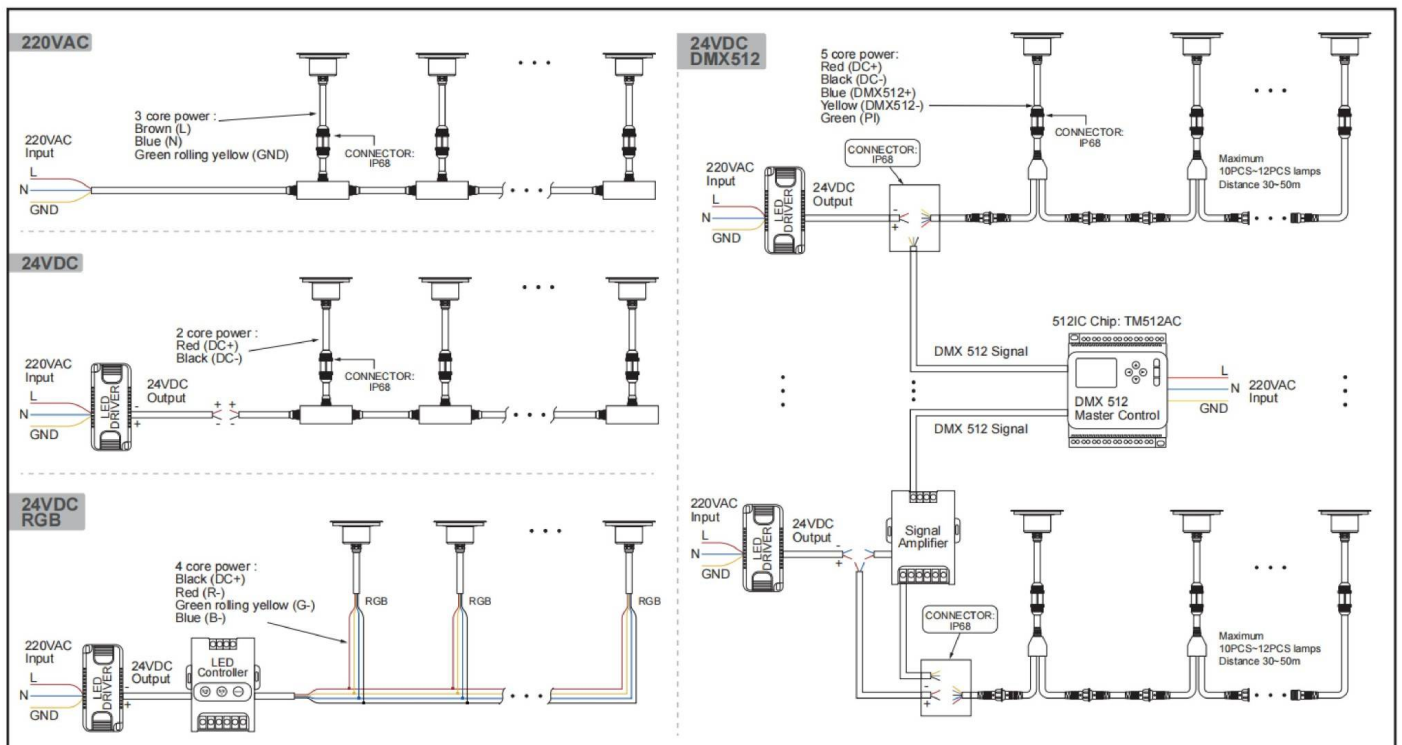 220VAC
3 core power :
Brown (L)
Blue (N)
Green rolling yellow (GND)
CONNECTOR:
IP68
220VAC
Input
L
N
GND
24VDC
2 core power :
Red (DC+)
Black (DC-)
CONNECTOR:
IP68
220VAC
Input
L
N
GND
LED
DRIVER
24VDC
Output
-
+
+ +
- -
24VDC
RGB
4 core power :
Black (DC+)
Red (R-)
Green rolling yellow (G-)
Blue (B-)
RGB
RGB
RGB
220VAC
Input
L
N
GND
LED
DRIVER
24VDC
Output
-
+
LED
Controller
24VDC
DMX512
5 core power:
Red (DC+)
Black (DC-)
Blue (DMX512+)
Yellow (DMX512-)
Green (PI)
CONNECTOR:
IP68
CONNECTOR:
IP68
220VAC
Input
L
N
GND
LED
DRIVER
24VDC
Output
-
+
Maximum
10PCS~12PCS lamps
Distance 30~50m
512IC Chip: TM512AC
DMX 512 Signal
DMX 512
Master Control
L
N
GND
220VAC
Input
DMX 512 Signal
220VAC
Input
L
N
GND
LED
DRIVER
24VDC
Output
-
+
Signal
Amplifier
CONNECTOR:
IP68
-
+
Maximum
10PCS~12PCS lamps
Distance 30~50m